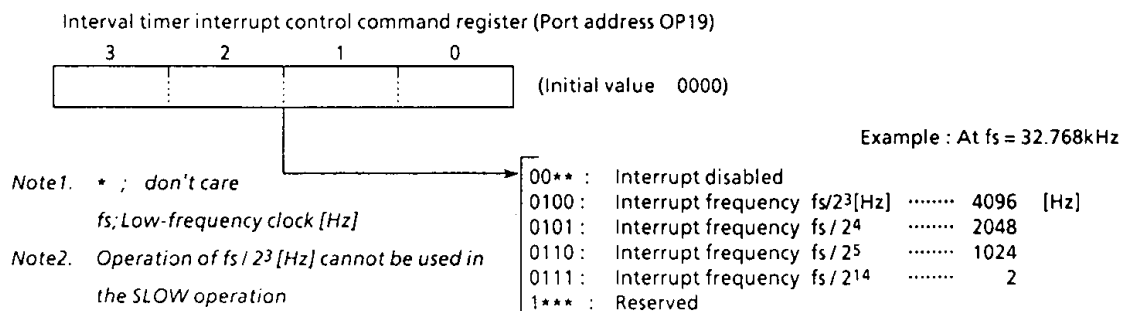 Interval timer interrupt control command register (Port address OP19)
3 2 1 0
(Initial value 0000)
Example : At fs = 32.768kHz
Note1. * ; don't care
fs; Low-frequency clock [Hz]
Note2. Operation of fs / 2³ [Hz] cannot be used in
the SLOW operation
00** : Interrupt disabled
0100 : Interrupt frequency fs/2³[Hz] ········ 4096 [Hz]
0101 : Interrupt frequency fs / 2⁴ ········ 2048
0110 : Interrupt frequency fs / 2⁵ ········ 1024
0111 : Interrupt frequency fs / 2¹⁴ ········ 2
1*** : Reserved